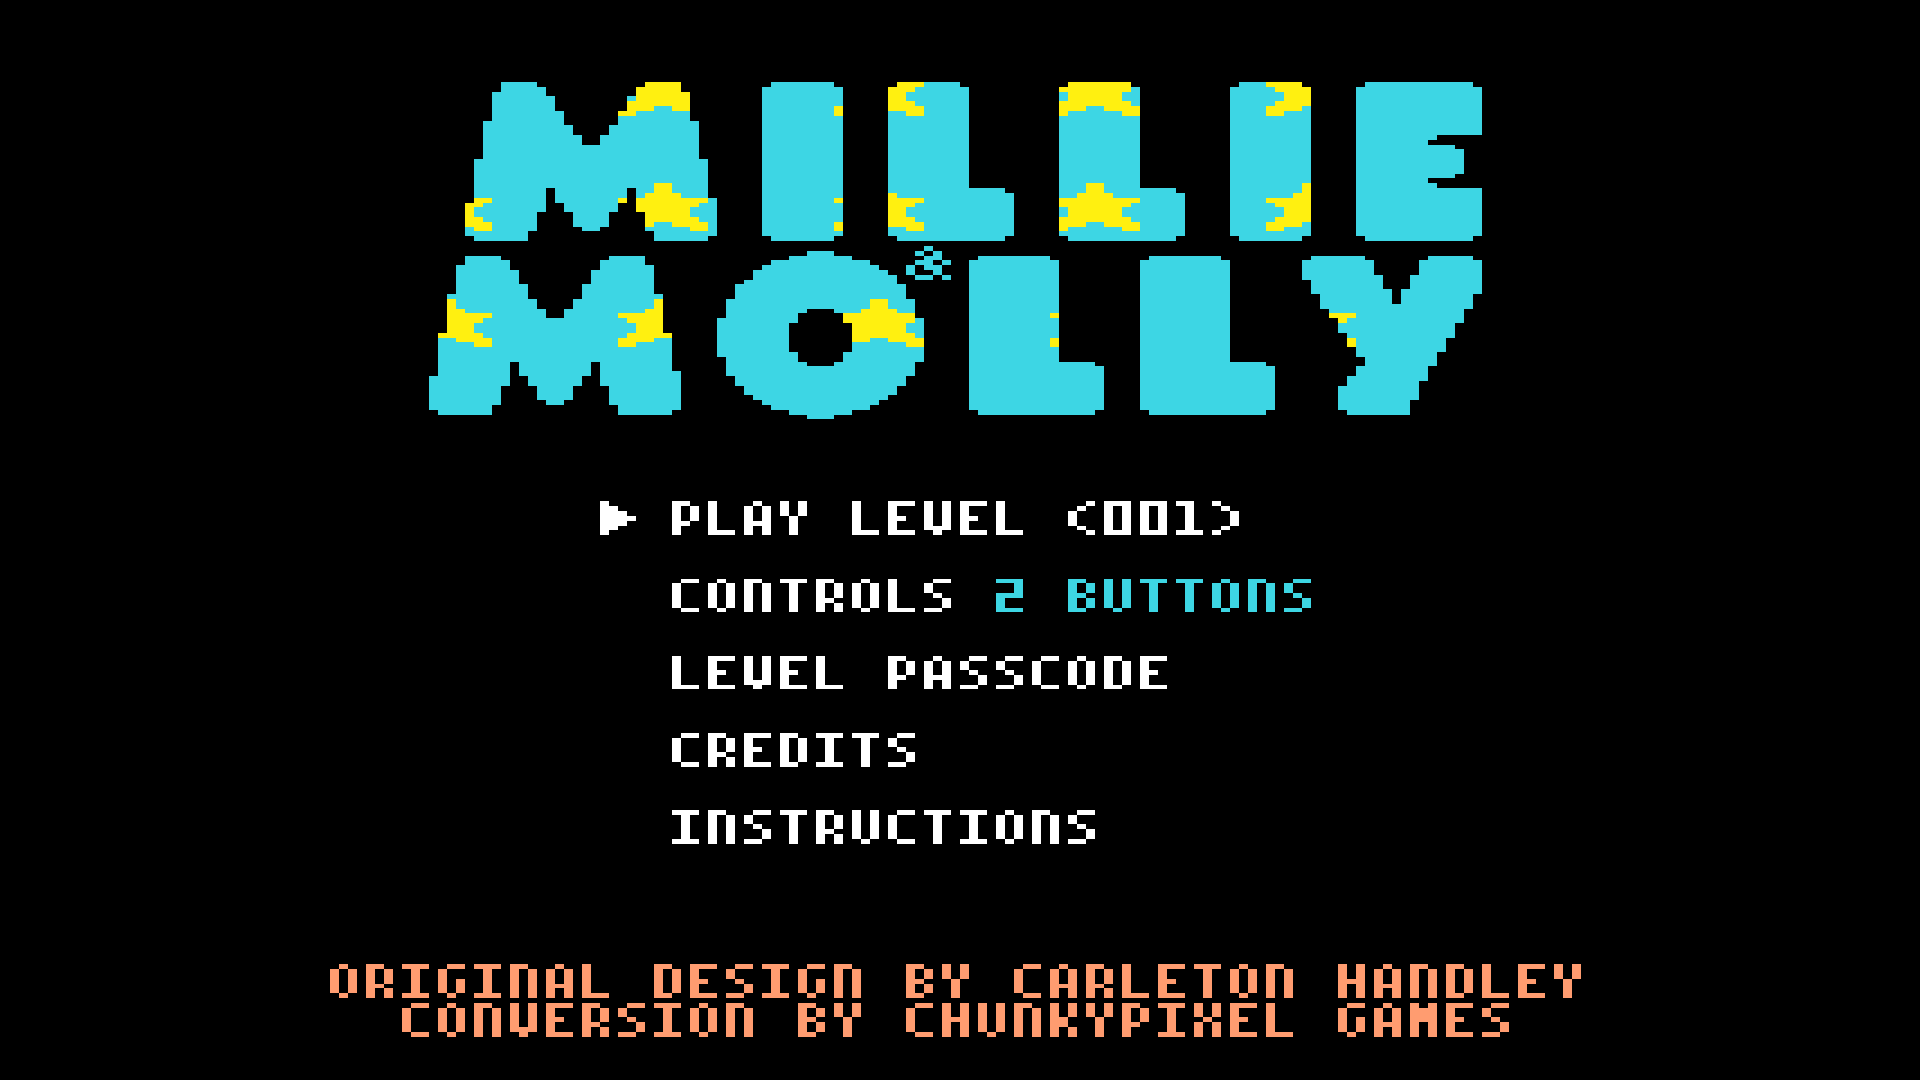 MILLIE
&
MOLLY
PLAY LEVEL <001>
CONTROLS 2 BUTTONS
LEVEL PASSCODE
CREDITS
INSTRUCTIONS
ORIGINAL DESIGN BY CARLETON HANDLEY
CONVERSION BY CHUNKYPIXEL GAMES